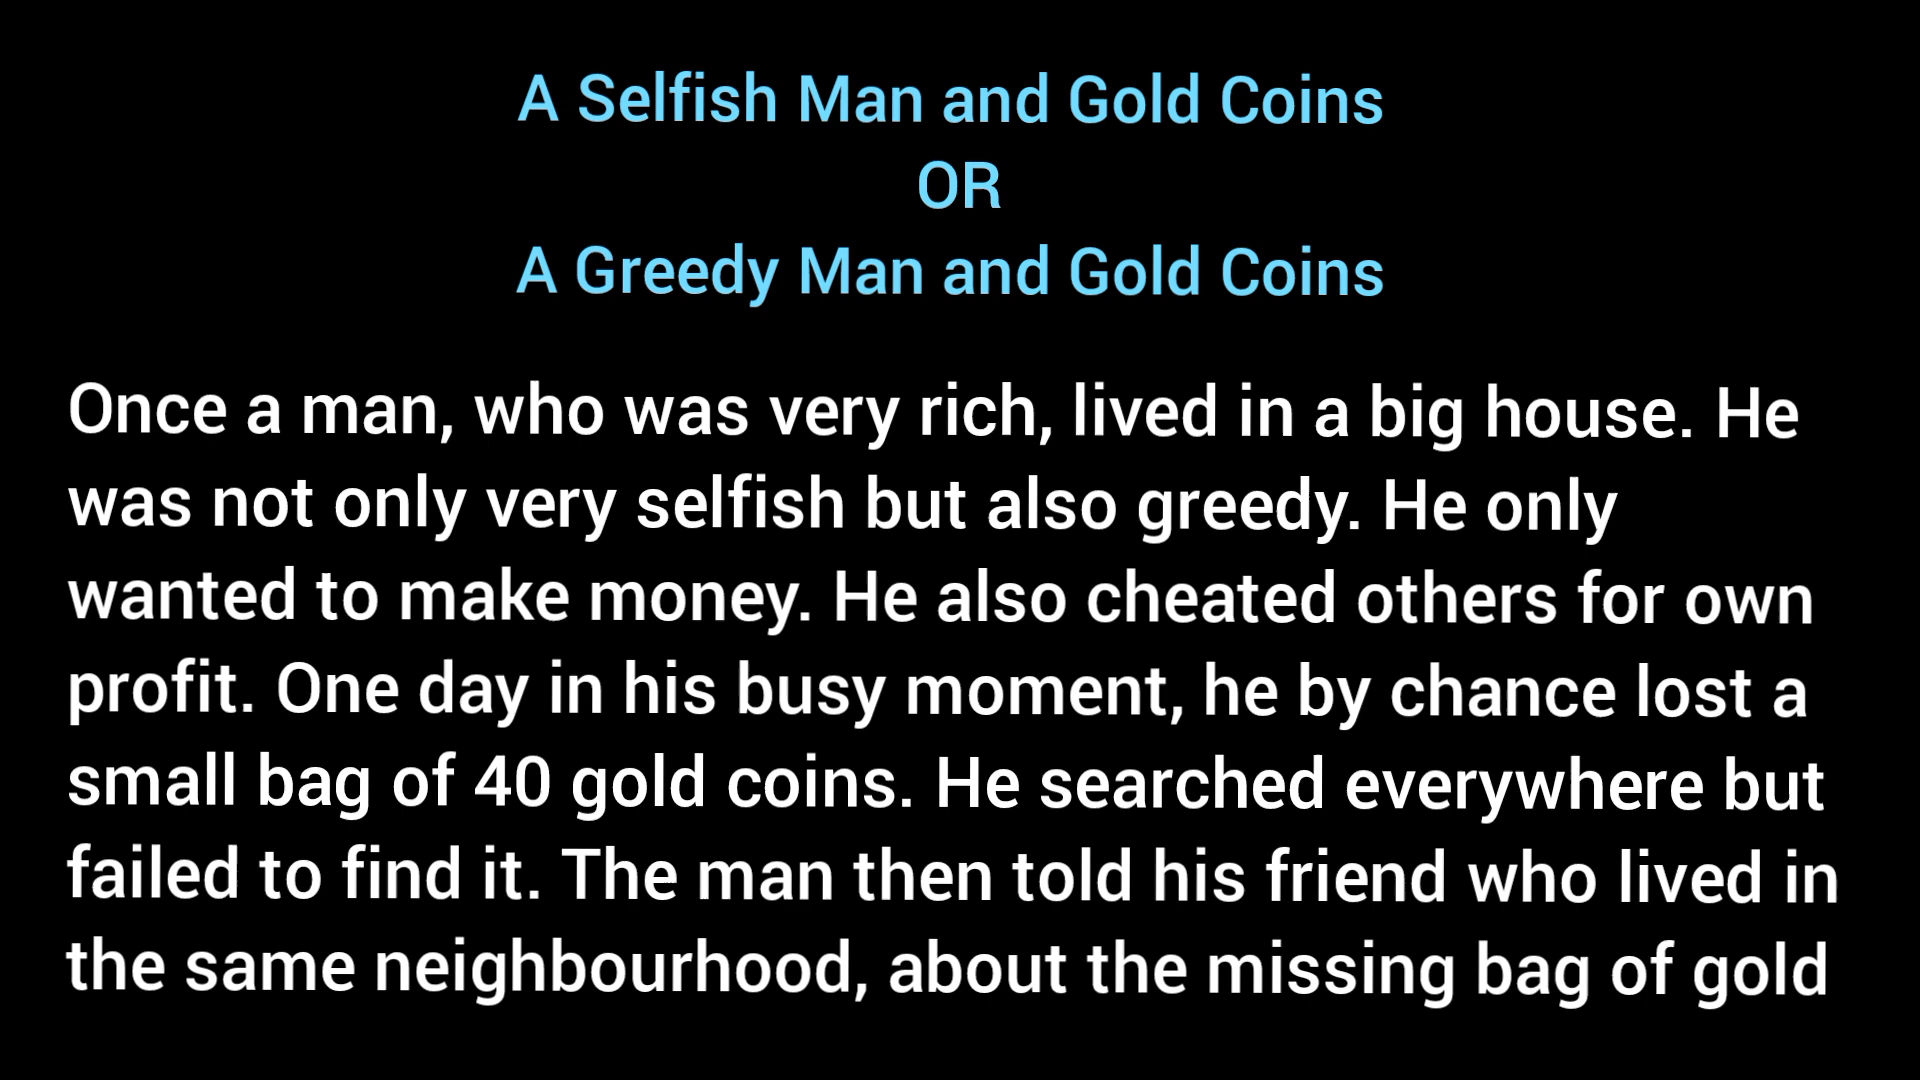 A Selfish Man and Gold Coins
OR
A Greedy Man and Gold Coins
Once a man, who was very rich, lived in a big house. He
was not only very selfish but also greedy. He only
wanted to make money. He also cheated others for own
profit. One day in his busy moment, he by chance lost a
small bag of 40 gold coins. He searched everywhere but
failed to find it. The man then told his friend who lived in
the same neighbourhood, about the missing bag of gold